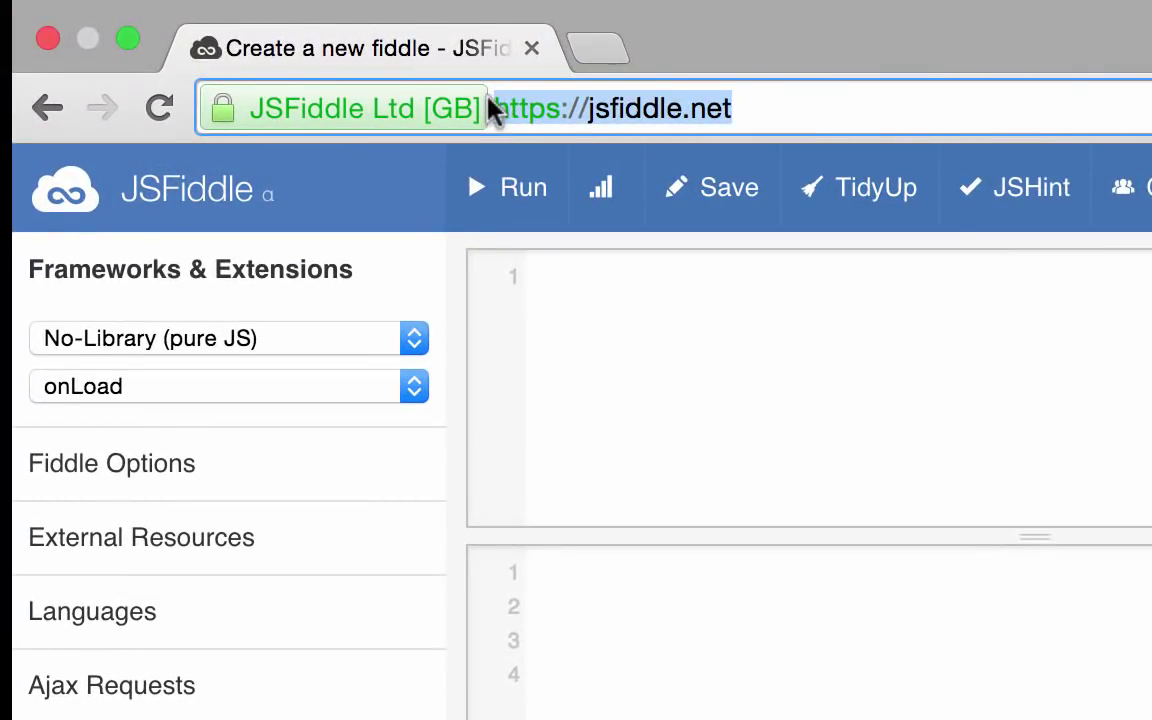 Create a new fiddle - JSFid
JSFiddle Ltd [GB] https://jsfiddle.net
JSFiddle α
Run
Save
TidyUp
JSHint
Frameworks & Extensions
No-Library (pure JS)
onLoad
Fiddle Options
External Resources
Languages
Ajax Requests
1
1
2
3
4